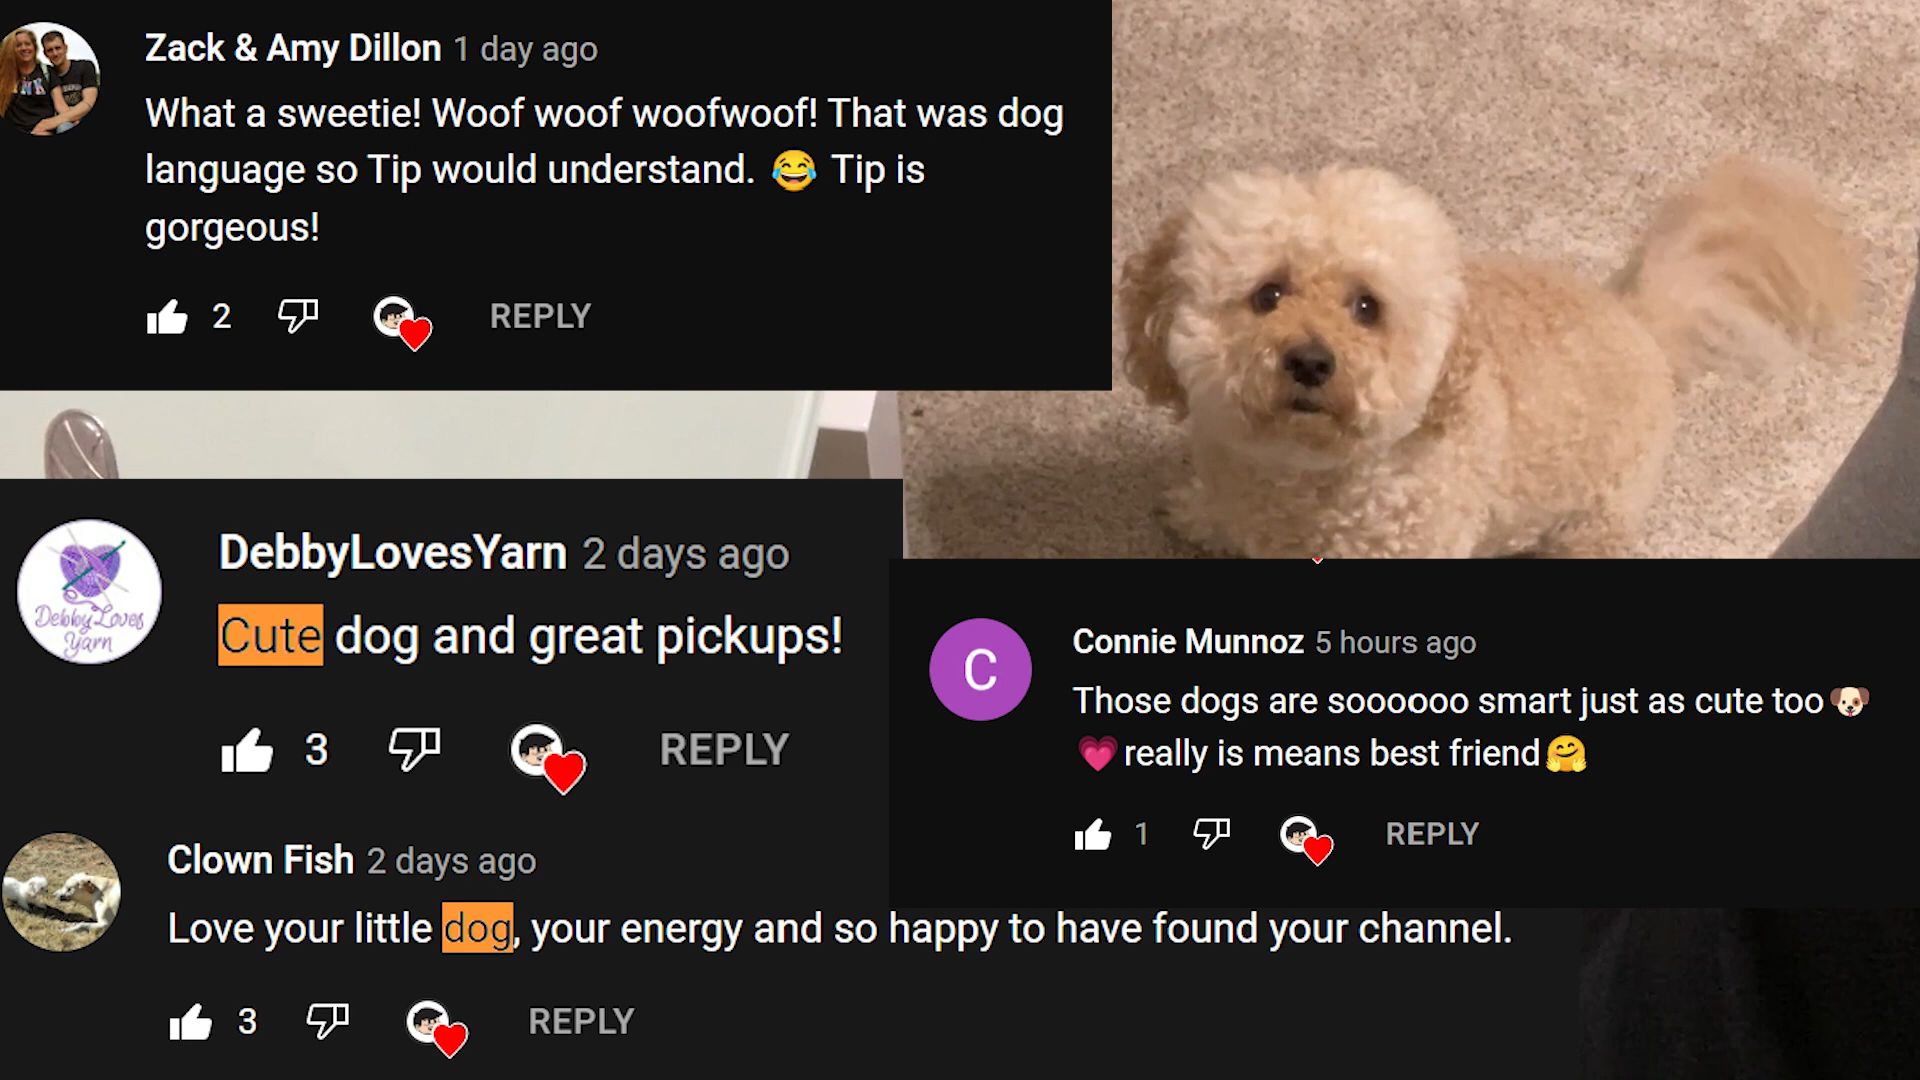 Zack & Amy Dillon 1 day ago
What a sweetie! Woof woof woofwoof! That was dog
language so Tip would understand. 😂 Tip is
gorgeous!
2 REPLY
DebbyLovesYarn 2 days ago
Debby Loves
Yarn
Cute dog and great pickups!
3 REPLY
C
Connie Munnoz 5 hours ago
Those dogs are soooooo smart just as cute too🐶
💗really is means best friend🤗
1 REPLY
Clown Fish 2 days ago
Love your little dog, your energy and so happy to have found your channel.
3 REPLY